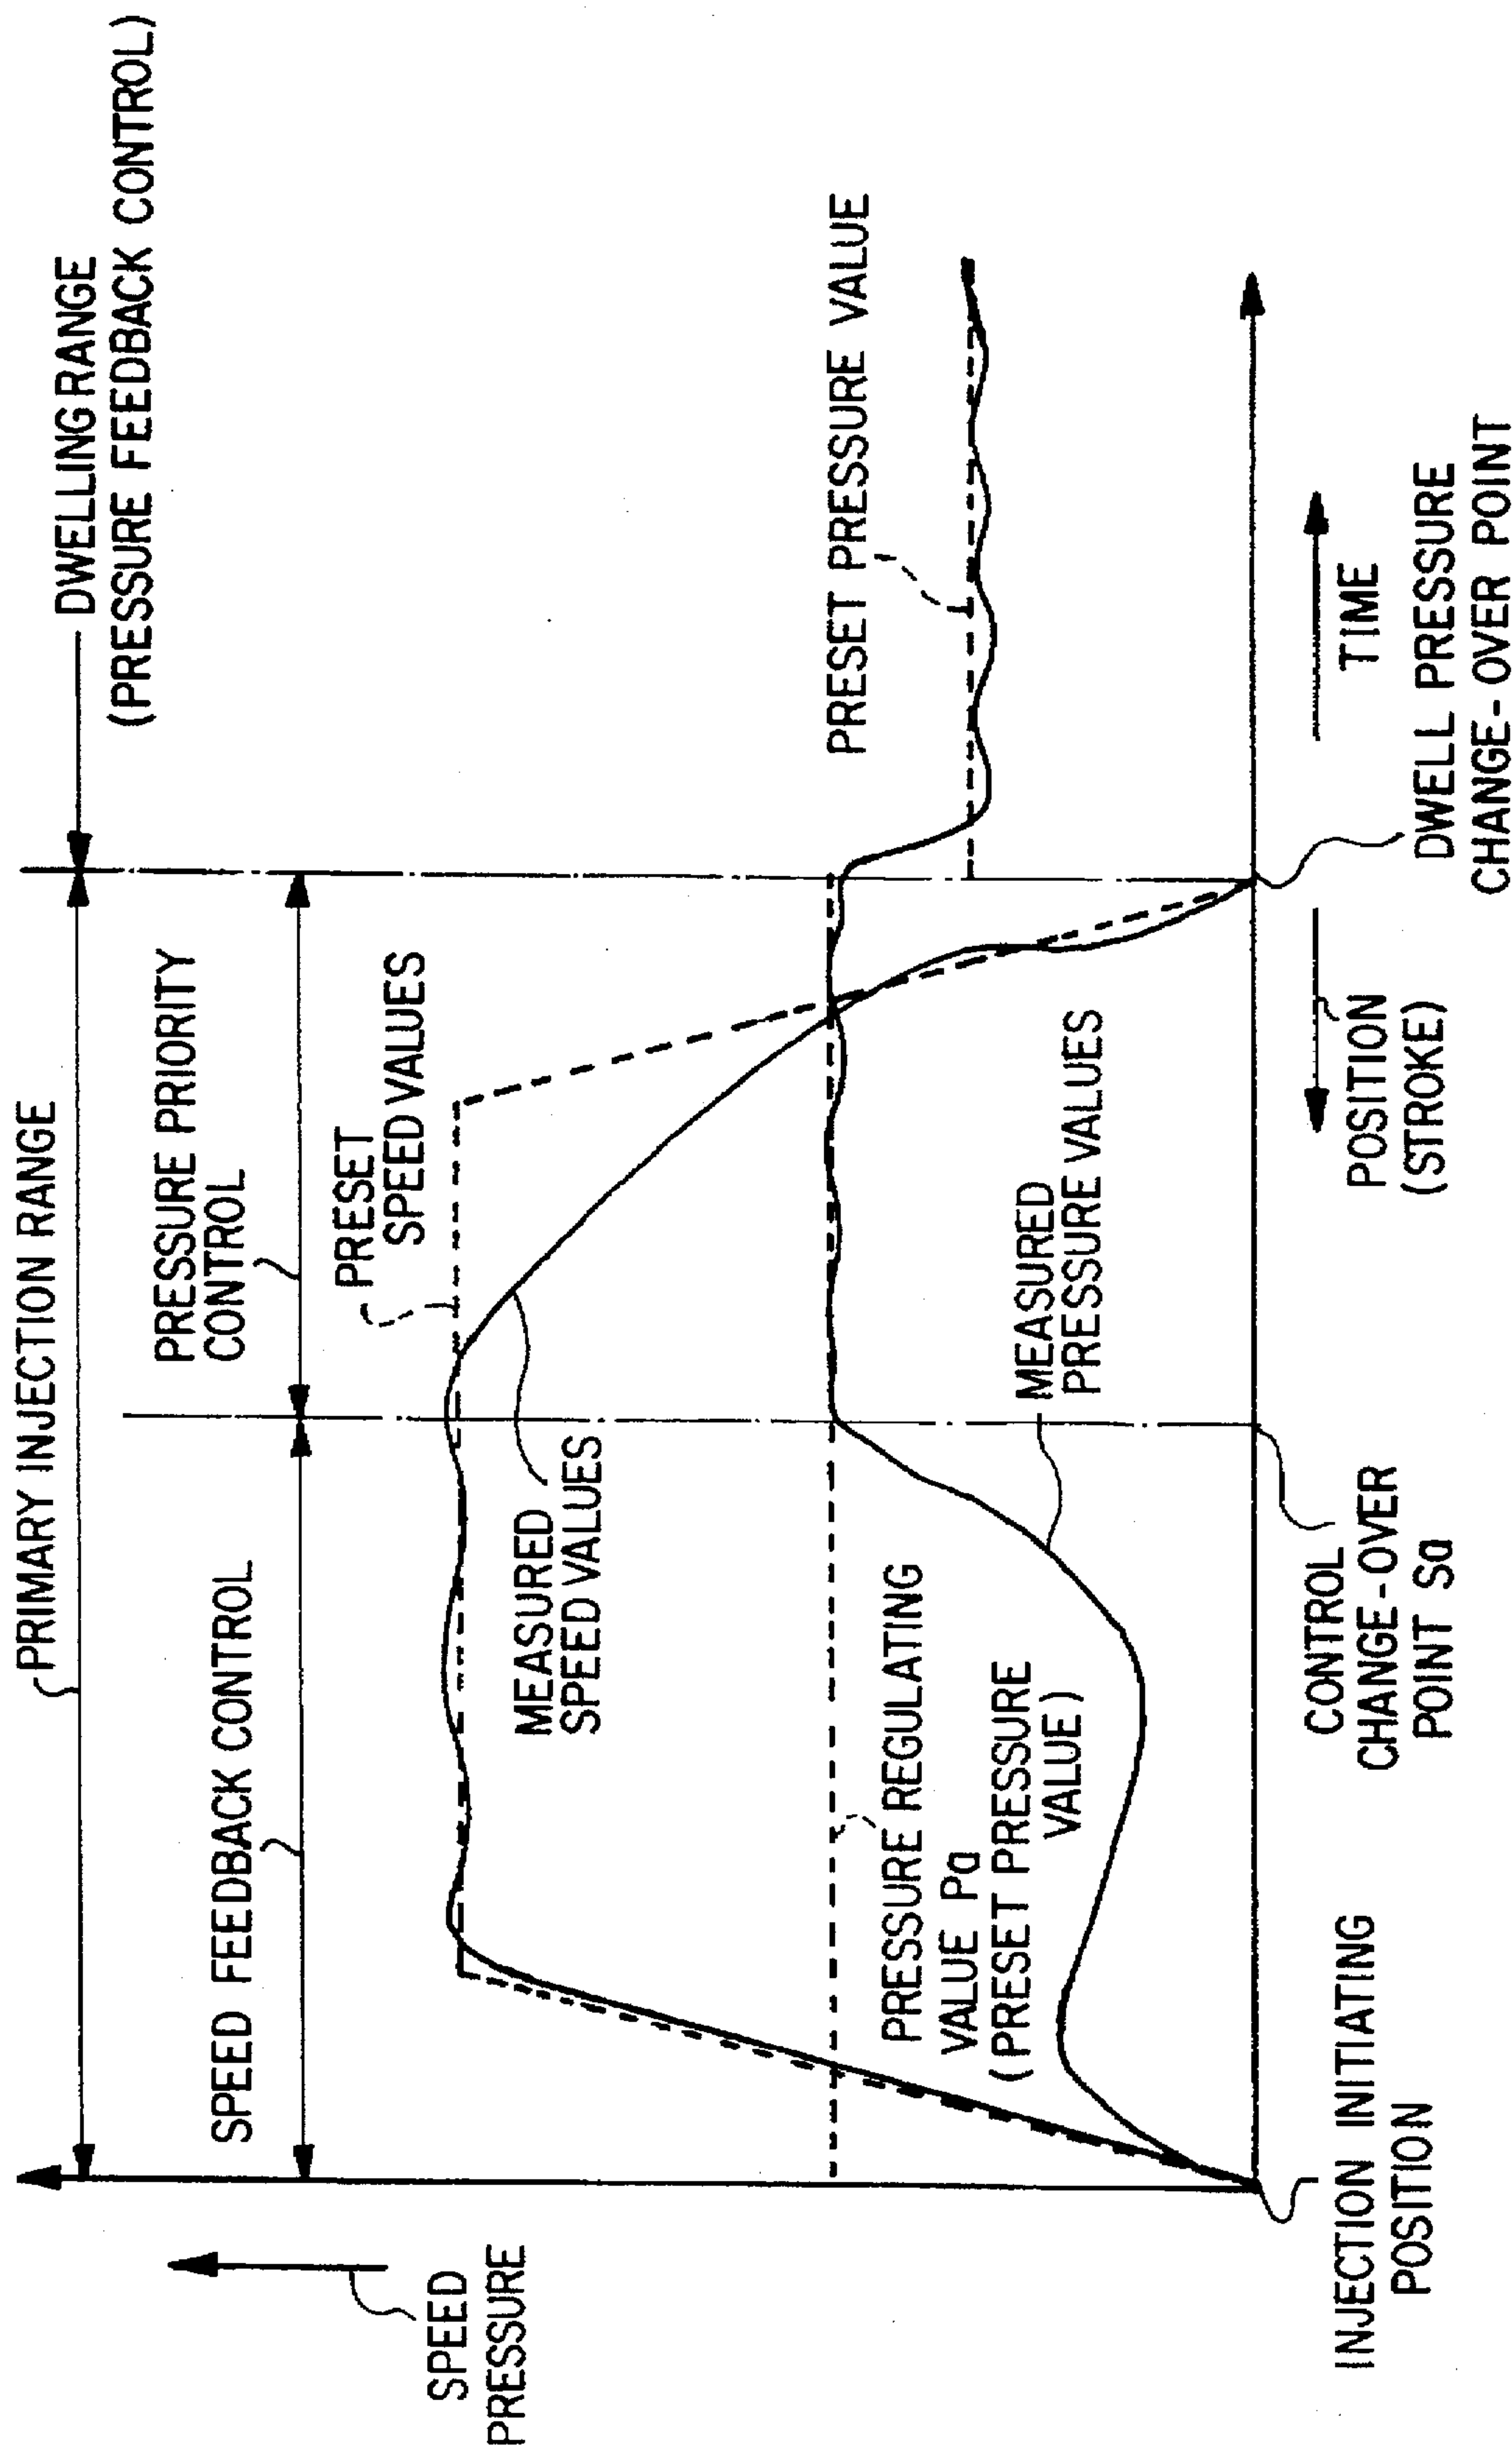 PRIMARY INJECTION RANGE
DWELLING RANGE
(PRESSURE FEEDBACK CONTROL)
SPEED FEEDBACK CONTROL
PRESSURE PRIORITY
CONTROL
SPEED
PRESSURE
PRESET
SPEED VALUES
MEASURED
SPEED VALUES
PRESET PRESSURE VALUE
PRESSURE REGULATING
VALUE Pa
(PRESET PRESSURE
VALUE)
MEASURED
PRESSURE VALUES
INJECTION INITIATING
POSITION
CONTROL
CHANGE-OVER
POINT Sa
POSITION
(STROKE)
TIME
DWELL PRESSURE
CHANGE-OVER POINT